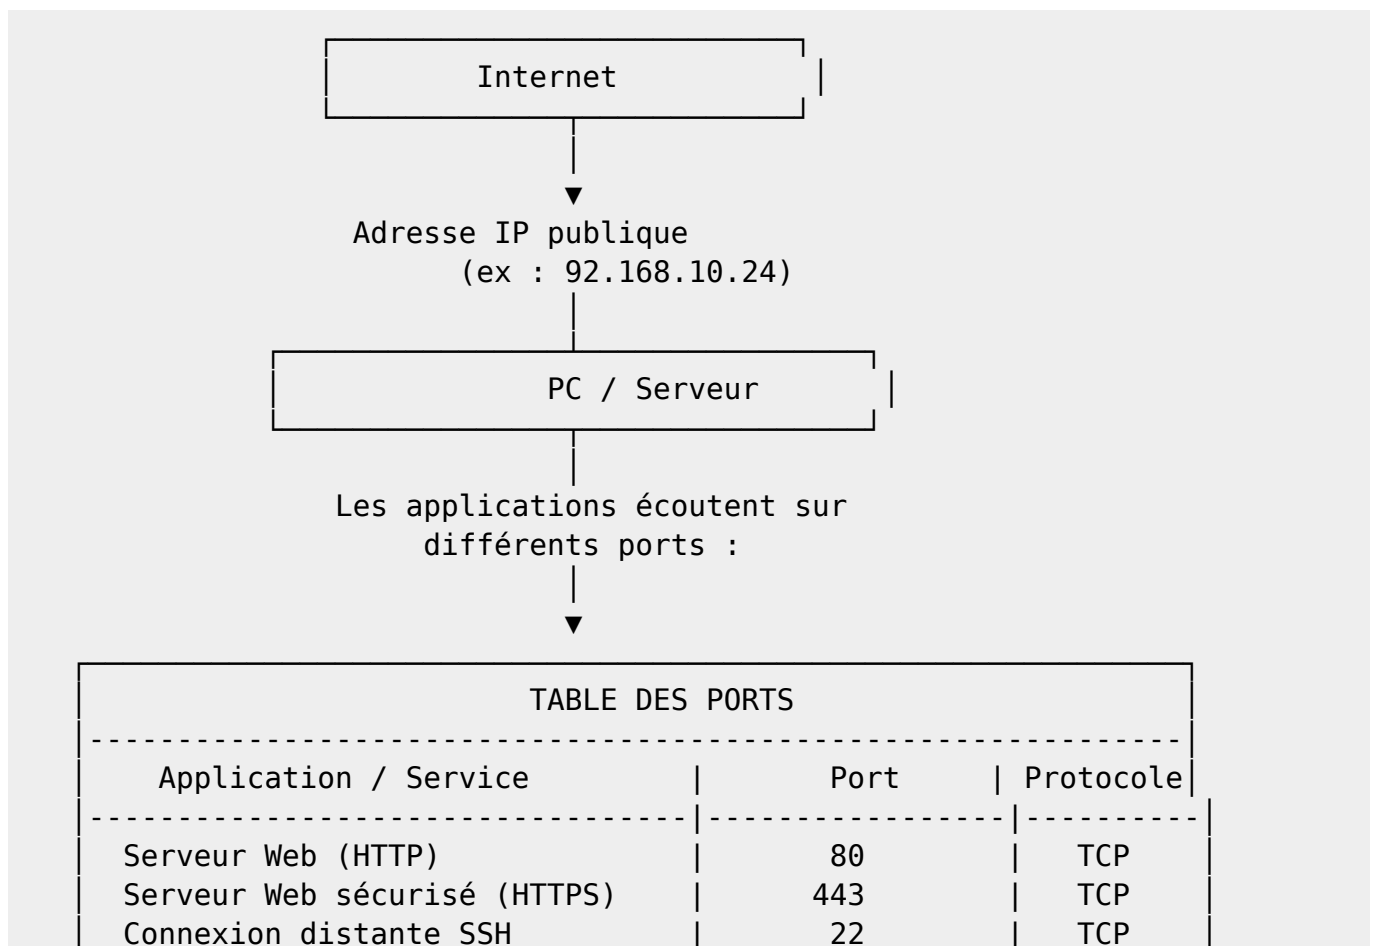 Internet
▼
Adresse IP publique
(ex : 92.168.10.24)
PC / Serveur
Les applications écoutent sur
différents ports :
▼
TABLE DES PORTS
|--------------------------------------------------------------|
Application / Service | Port | Protocole|
|----------------------------------|-----------------|----------|
Serveur Web (HTTP) | 80 | TCP |
Serveur Web sécurisé (HTTPS) | 443 | TCP |
Connexion distante SSH | 22 | TCP |